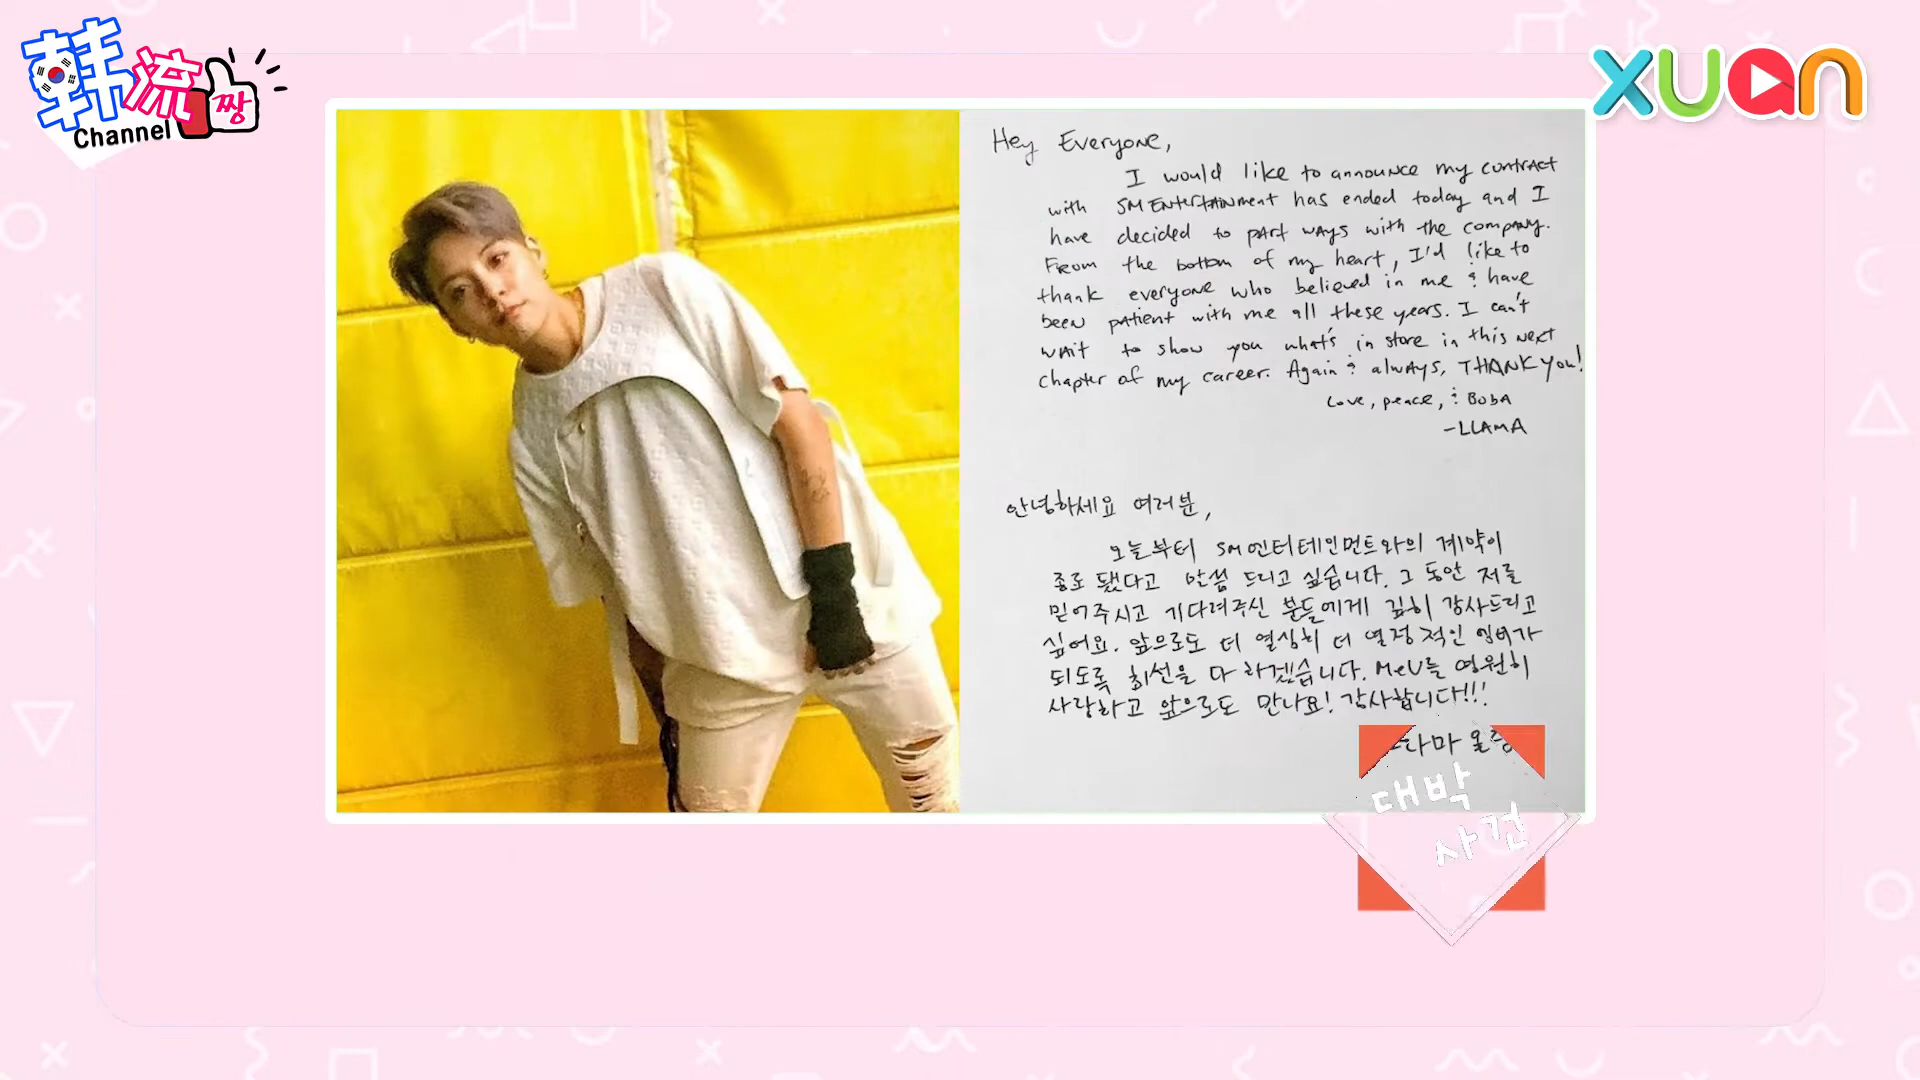 韩流
짱
Channel
xuan
Hey Everyone,
I would like to announce my contract
with SM Entertainment has ended today and I
have decided to part ways with the company.
From the bottom of my heart, I'd like to
thank everyone who believed in me & have
been patient with me all these years. I can't
wait to show you what's in store in this next
chapter of my career. Again & always, THANK you!
Love, peace, & Boba
-LLAMA
안녕하세요 여러분,
오늘부터 SM엔터테인먼트와의 계약이
종료 됐다고 말씀 드리고 싶습니다. 그 동안 저를
믿어주시고 기다려주신 분들에게 깊히 감사드리고
싶어요. 앞으로도 더 열심히 더 열정적인 엠버가
되도록 최선을 다 하겠습니다. MeU를 영원히
사랑하고 앞으로도 만나요! 감사합니다!!!
라마 올림
대박
사건